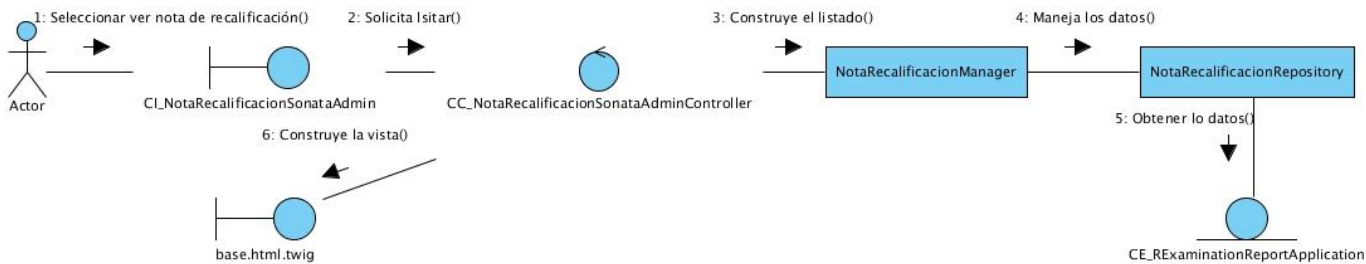 1: Seleccionar ver nota de recalificación()
2: Solicita lsitar()
3: Construye el listado()
4: Maneja los datos()
NotaRecalificacionManager
NotaRecalificacionRepository
Actor
CI_NotaRecalificacionSonataAdmin
CC_NotaRecalificacionSonataAdminController
5: Obtener lo datos()
6: Construye la vista()
base.html.twig
CE_RExaminationReportApplication